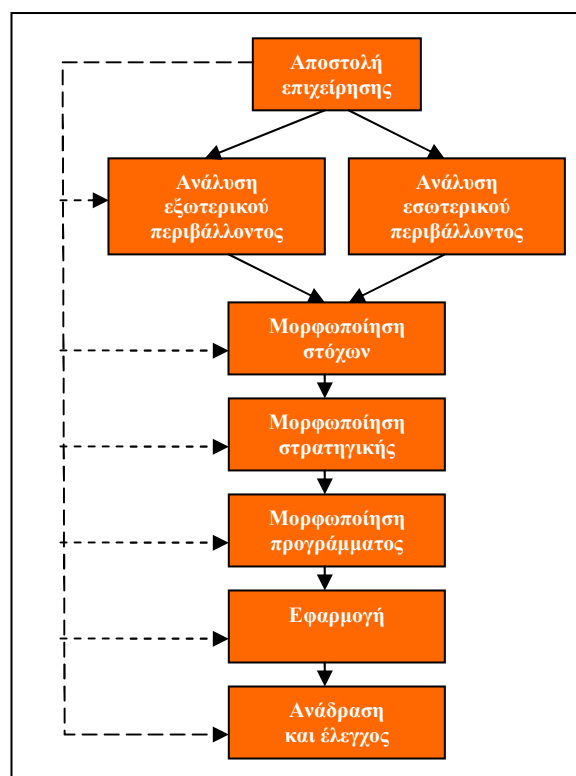 Αποστολή
επιχείρησης
Ανάλυση
εξωτερικού
περιβάλλοντος
Ανάλυση
εσωτερικού
περιβάλλοντος
Μορφωποίηση
στόχων
Μορφωποίηση
στρατηγικής
Μορφωποίηση
προγράμματος
Εφαρμογή
Ανάδραση
και έλεγχος